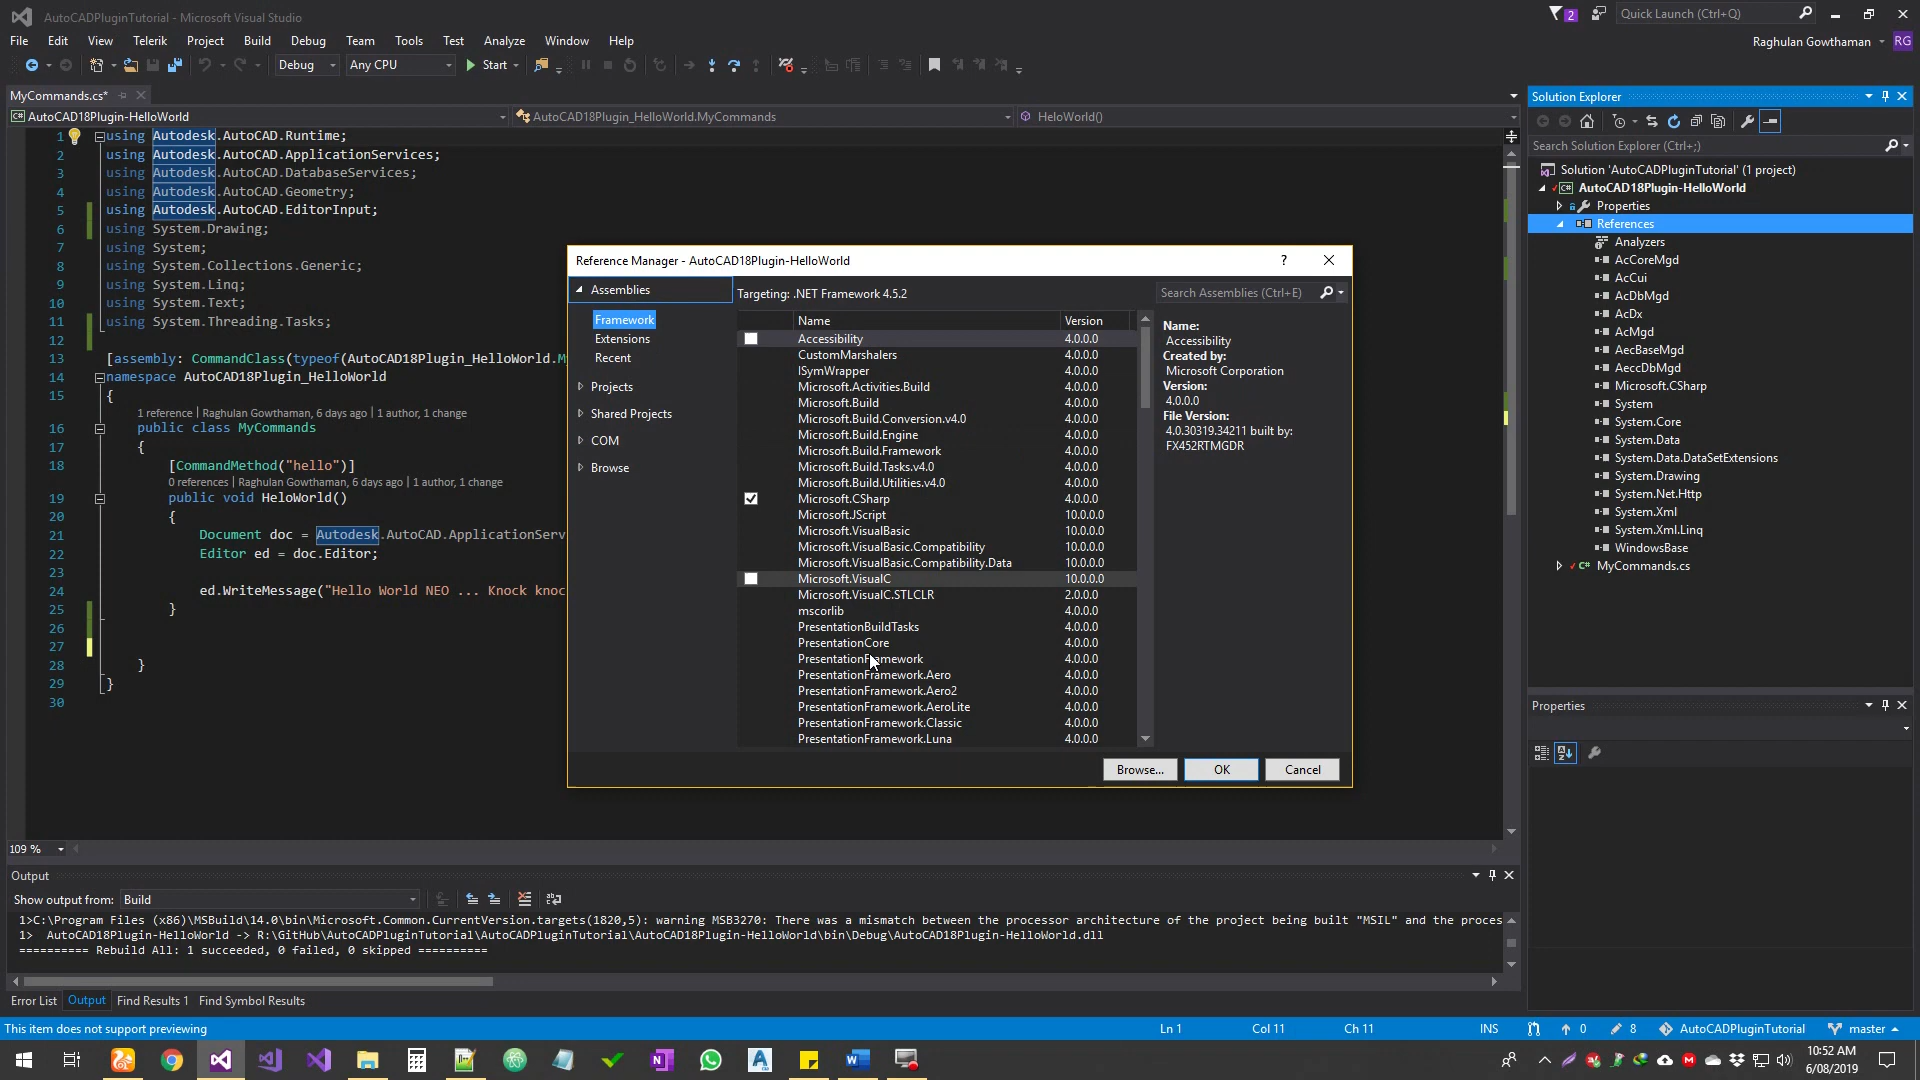 AutoCADPluginTutorial - Microsoft Visual Studio
2
Quick Launch (Ctrl+Q)
File Edit View Telerik Project Build Debug Team Tools Test Analyze Window Help
Raghulan Gowthaman RG
Debug Any CPU Start
MyCommands.cs*
AutoCAD18Plugin-HelloWorld AutoCAD18Plugin_HelloWorld.MyCommands HeloWorld()
1 using Autodesk.AutoCAD.Runtime;
2 using Autodesk.AutoCAD.ApplicationServices;
3 using Autodesk.AutoCAD.DatabaseServices;
4 using Autodesk.AutoCAD.Geometry;
5 using Autodesk.AutoCAD.EditorInput;
6 using System.Drawing;
7 using System;
8 using System.Collections.Generic;
9 using System.Linq;
10 using System.Text;
11 using System.Threading.Tasks;
12
13 [assembly: CommandClass(typeof(AutoCAD18Plugin_HelloWorld.M
14 namespace AutoCAD18Plugin_HelloWorld
15 {
1 reference | Raghulan Gowthaman, 6 days ago | 1 author, 1 change
16 public class MyCommands
17 {
18 [CommandMethod("hello")]
0 references | Raghulan Gowthaman, 6 days ago | 1 author, 1 change
19 public void HeloWorld()
20 {
21 Document doc = Autodesk.AutoCAD.ApplicationServ
22 Editor ed = doc.Editor;
23
24 ed.WriteMessage("Hello World NEO ... Knock knoc
25 }
26
27
28 }
29 }
30
109 %
Reference Manager - AutoCAD18Plugin-HelloWorld ?
Assemblies
Framework
Extensions
Recent
Projects
Shared Projects
COM
Browse
Targeting: .NET Framework 4.5.2
Search Assemblies (Ctrl+E)
Name Version
Accessibility 4.0.0.0
CustomMarshalers 4.0.0.0
ISymWrapper 4.0.0.0
Microsoft.Activities.Build 4.0.0.0
Microsoft.Build 4.0.0.0
Microsoft.Build.Conversion.v4.0 4.0.0.0
Microsoft.Build.Engine 4.0.0.0
Microsoft.Build.Framework 4.0.0.0
Microsoft.Build.Tasks.v4.0 4.0.0.0
Microsoft.Build.Utilities.v4.0 4.0.0.0
Microsoft.CSharp 4.0.0.0
Microsoft.JScript 10.0.0.0
Microsoft.VisualBasic 10.0.0.0
Microsoft.VisualBasic.Compatibility 10.0.0.0
Microsoft.VisualBasic.Compatibility.Data 10.0.0.0
Microsoft.VisualC 10.0.0.0
Microsoft.VisualC.STLCLR 2.0.0.0
mscorlib 4.0.0.0
PresentationBuildTasks 4.0.0.0
PresentationCore 4.0.0.0
PresentationFramework 4.0.0.0
PresentationFramework.Aero 4.0.0.0
PresentationFramework.Aero2 4.0.0.0
PresentationFramework.AeroLite 4.0.0.0
PresentationFramework.Classic 4.0.0.0
PresentationFramework.Luna 4.0.0.0
Name:
Accessibility
Created by:
Microsoft Corporation
Version:
4.0.0.0
File Version:
4.0.30319.34211 built by:
FX452RTMGDR
Browse... OK Cancel
Solution Explorer
Search Solution Explorer (Ctrl+;)
Solution 'AutoCADPluginTutorial' (1 project)
AutoCAD18Plugin-HelloWorld
Properties
References
Analyzers
AcCoreMgd
AcCui
AcDbMgd
AcDx
AcMgd
AecBaseMgd
AeccDbMgd
Microsoft.CSharp
System
System.Core
System.Data
System.Data.DataSetExtensions
System.Drawing
System.Net.Http
System.Xml
System.Xml.Linq
WindowsBase
MyCommands.cs
Properties
Output
Show output from: Build
1>C:\Program Files (x86)\MSBuild\14.0\bin\Microsoft.Common.CurrentVersion.targets(1820,5): warning MSB3270: There was a mismatch between the processor architecture of the project being built "MSIL" and the proces
1> AutoCAD18Plugin-HelloWorld -> R:\GitHub\AutoCADPluginTutorial\AutoCADPluginTutorial\AutoCAD18Plugin-HelloWorld\bin\Debug\AutoCAD18Plugin-HelloWorld.dll
========== Rebuild All: 1 succeeded, 0 failed, 0 skipped ==========
Error List Output Find Results 1 Find Symbol Results
This item does not support previewing Ln 1 Col 11 Ch 11 INS 0 8 AutoCADPluginTutorial master
10:52 AM
6/08/2019